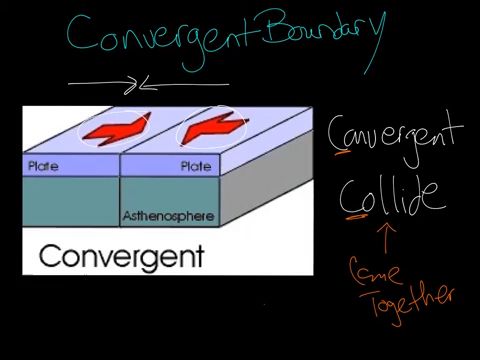 Convergent Boundary
Plate
Plate
Asthenosphere
Convergent
Convergent
Collide
Come
Together